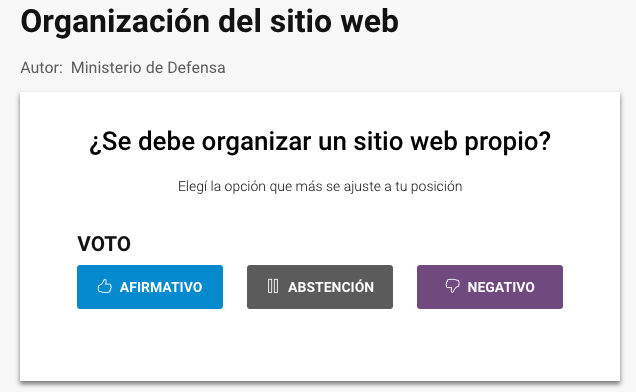 Organización del sitio web
Autor: Ministerio de Defensa
¿Se debe organizar un sitio web propio?
Elegí la opción que más se ajuste a tu posición
VOTO
AFIRMATIVO ABSTENCIÓN NEGATIVO